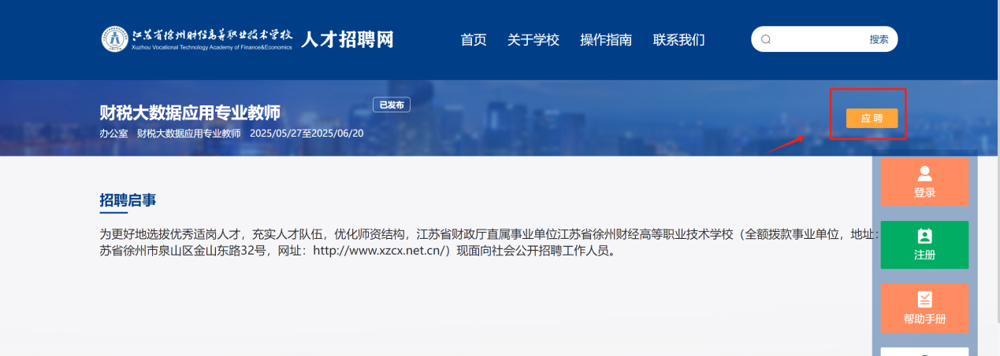 江苏省徐州财经高等职业技术学校 人才招聘网
Xuzhou Vocational Technology Academy of Finance&Economics
首页 关于学校 操作指南 联系我们
搜索
财税大数据应用专业教师 已发布
办公室 财税大数据应用专业教师 2025/05/27至2025/06/20
应 聘
登录
招聘启事
为更好地选拔优秀适岗人才，充实人才队伍，优化师资结构，江苏省财政厅直属事业单位江苏省徐州财经高等职业技术学校（全额拨款事业单位，地址：
苏省徐州市泉山区金山东路32号，网址：http://www.xzcx.net.cn/）现面向社会公开招聘工作人员。
注册
帮助手册